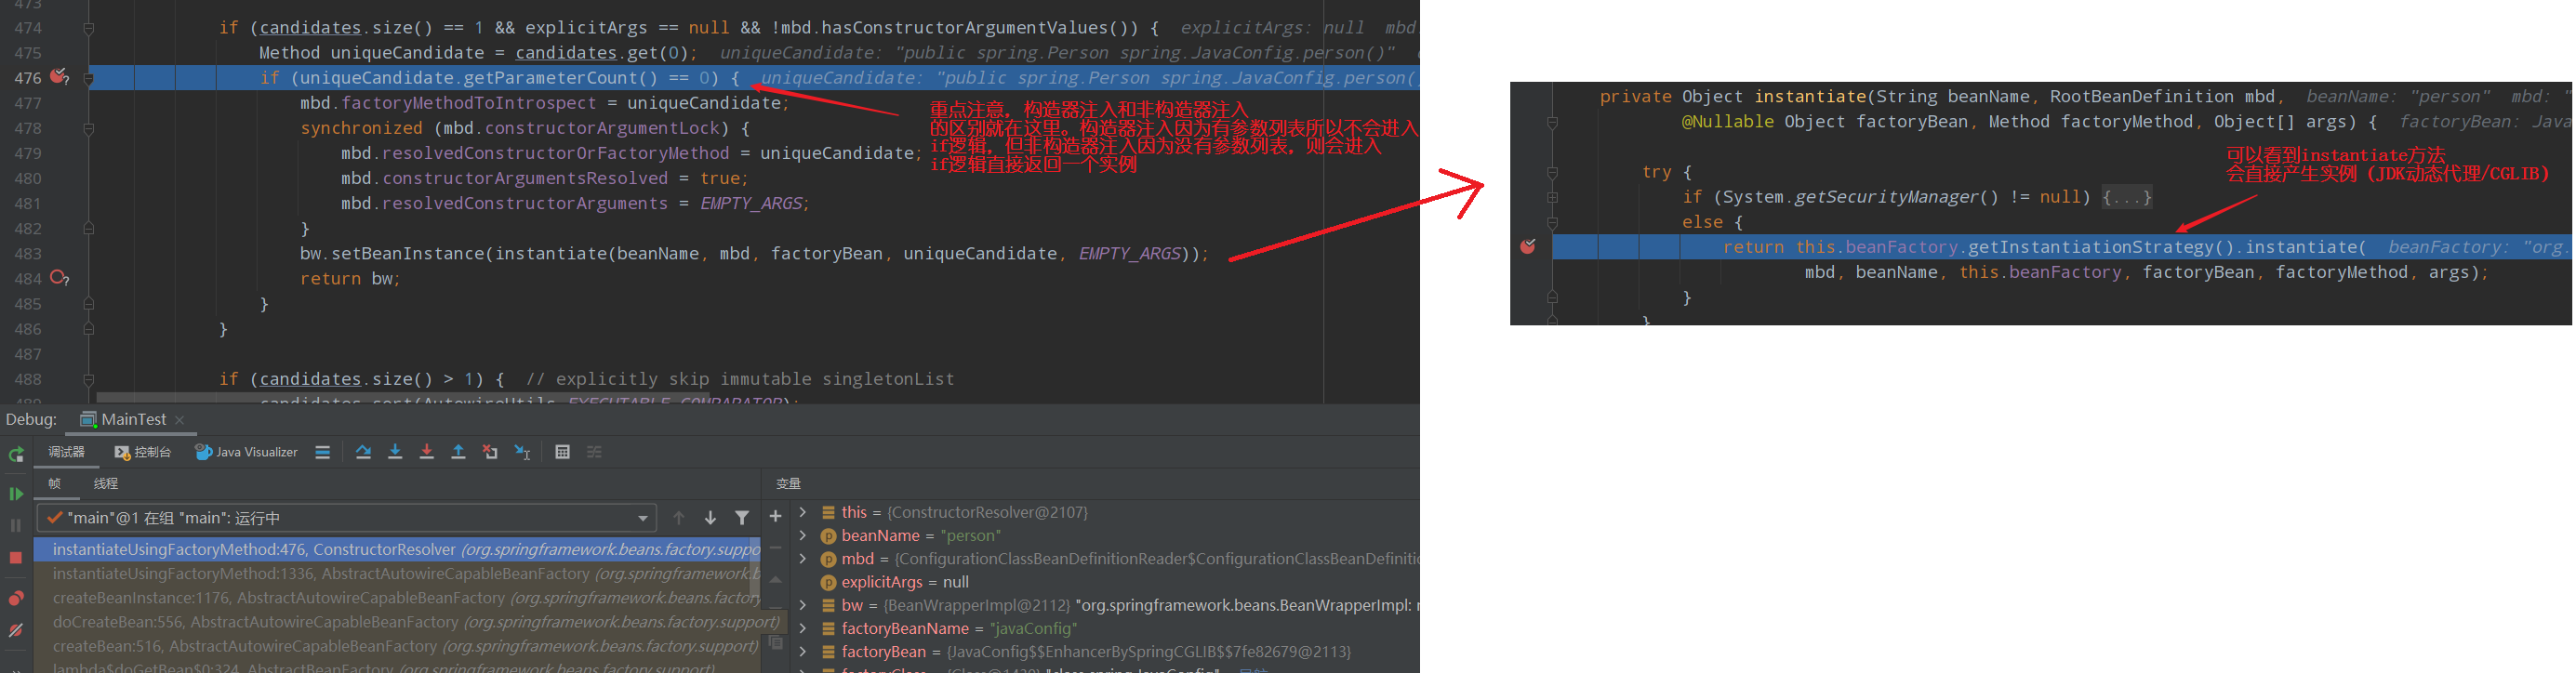 473
474 if (candidates.size() == 1 && explicitArgs == null && !mbd.hasConstructorArgumentValues()) { explicitArgs: null mbd:
475 Method uniqueCandidate = candidates.get(0); uniqueCandidate: "public spring.Person spring.JavaConfig.person()"
476 if (uniqueCandidate.getParameterCount() == 0) { uniqueCandidate: "public spring.Person spring.JavaConfig.person(
477 mbd.factoryMethodToIntrospect = uniqueCandidate;
478 synchronized (mbd.constructorArgumentLock) {
479 mbd.resolvedConstructorOrFactoryMethod = uniqueCandidate;
480 mbd.constructorArgumentsResolved = true;
481 mbd.resolvedConstructorArguments = EMPTY_ARGS;
482 }
483 bw.setBeanInstance(instantiate(beanName, mbd, factoryBean, uniqueCandidate, EMPTY_ARGS));
484 return bw;
485 }
486 }
487
488 if (candidates.size() > 1) { // explicitly skip immutable singletonList
489 candidates.sort(AutowireUtils.EXECUTABLE_COMPARATOR);
重点注意，构造器注入和非构造器注入
的区别就在这里。构造器注入因为有参数列表所以不会进入
if逻辑，但非构造器注入因为没有参数列表，则会进入
if逻辑直接返回一个实例
private Object instantiate(String beanName, RootBeanDefinition mbd, beanName: "person" mbd: "
@Nullable Object factoryBean, Method factoryMethod, Object[] args) { factoryBean: Java
try {
if (System.getSecurityManager() != null) {...}
else {
return this.beanFactory.getInstantiationStrategy().instantiate( beanFactory: "org.
mbd, beanName, this.beanFactory, factoryBean, factoryMethod, args);
}
}
可以看到instantiate方法
会直接产生实例（JDK动态代理/CGLIB）
Debug: MainTest
调试器 控制台 Java Visualizer
帧 线程
"main"@1 在组 "main": 运行中
instantiateUsingFactoryMethod:476, ConstructorResolver (org.springframework.beans.factory.suppo
instantiateUsingFactoryMethod:1336, AbstractAutowireCapableBeanFactory (org.springframework.b
createBeanInstance:1176, AbstractAutowireCapableBeanFactory (org.springframework.beans.factory
doCreateBean:556, AbstractAutowireCapableBeanFactory (org.springframework.beans.factory.support)
createBean:516, AbstractAutowireCapableBeanFactory (org.springframework.beans.factory.support)
lambda$doGetBean$0:324, AbstractBeanFactory (org.springframework.beans.factory.support)
变量
this = {ConstructorResolver@2107}
beanName = "person"
mbd = {ConfigurationClassBeanDefinitionReader$ConfigurationClassBeanDefinitio
explicitArgs = null
bw = {BeanWrapperImpl@2112} "org.springframework.beans.BeanWrapperImpl: n
factoryBeanName = "javaConfig"
factoryBean = {JavaConfig$$EnhancerBySpringCGLIB$$7fe82679@2113}